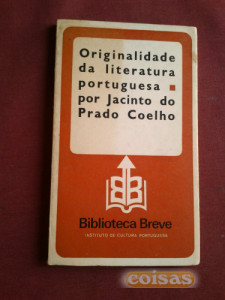 Originalidade
da literatura
portuguesa ■
por Jacinto do
Prado Coelho
Biblioteca Breve
INSTITUTO DE CULTURA PORTUGUESA
coisas